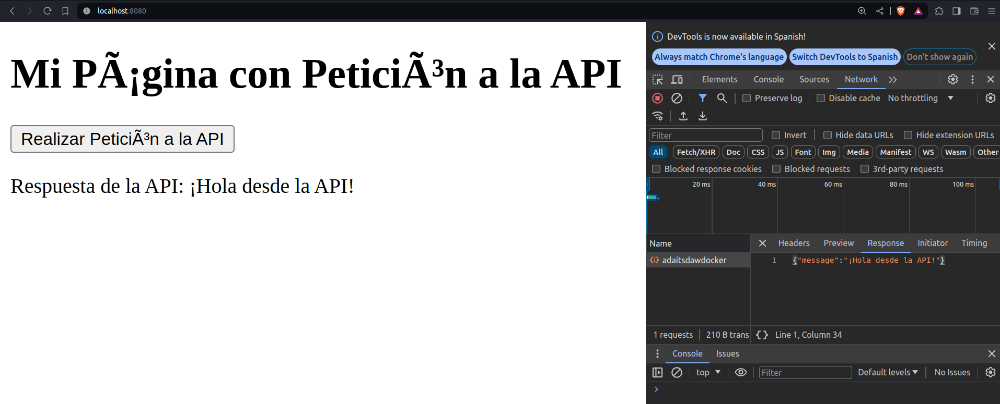 localhost:8080
Mi PÃ¡gina con PeticiÃ³n a la API
Realizar PeticiÃ³n a la API
Respuesta de la API: ¡Hola desde la API!
DevTools is now available in Spanish!
Always match Chrome's language Switch DevTools to Spanish Don't show again
Elements Console Sources Network
Preserve log Disable cache No throttling
Filter Invert Hide data URLs Hide extension URLs
All Fetch/XHR Doc CSS JS Font Img Media Manifest WS Wasm Other
Blocked response cookies Blocked requests 3rd-party requests
20 ms 40 ms 60 ms 80 ms 100 ms
Name Headers Preview Response Initiator Timing
adaitsdawdocker 1 {"message":"¡Hola desde la API!"}
1 requests 210 B trans Line 1, Column 34
Console Issues
top Filter Default levels No Issues